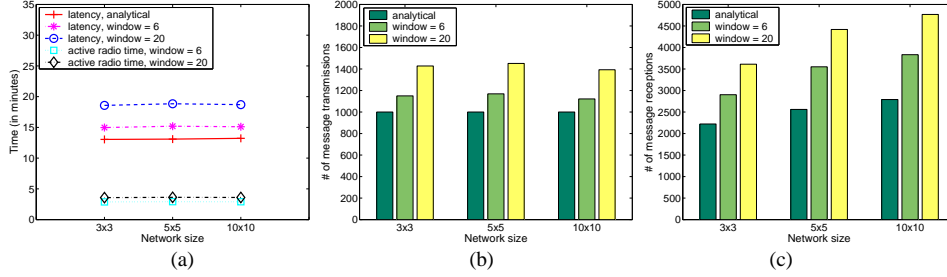 35
30
25
20
15
10
5
0
Time (in minutes)
latency, analytical
latency, window = 6
latency, window = 20
active radio time, window = 6
active radio time, window = 20
3x3 5x5 10x10
Network size
(a)
2000
1800
1600
1400
1200
1000
800
600
400
200
0
# of message transmissions
analytical
window = 6
window = 20
3x3 5x5 10x10
Network size
(b)
5000
4500
4000
3500
3000
2500
2000
1500
1000
500
0
# of message receptions
analytical
window = 6
window = 20
3x3 5x5 10x10
Network size
(c)